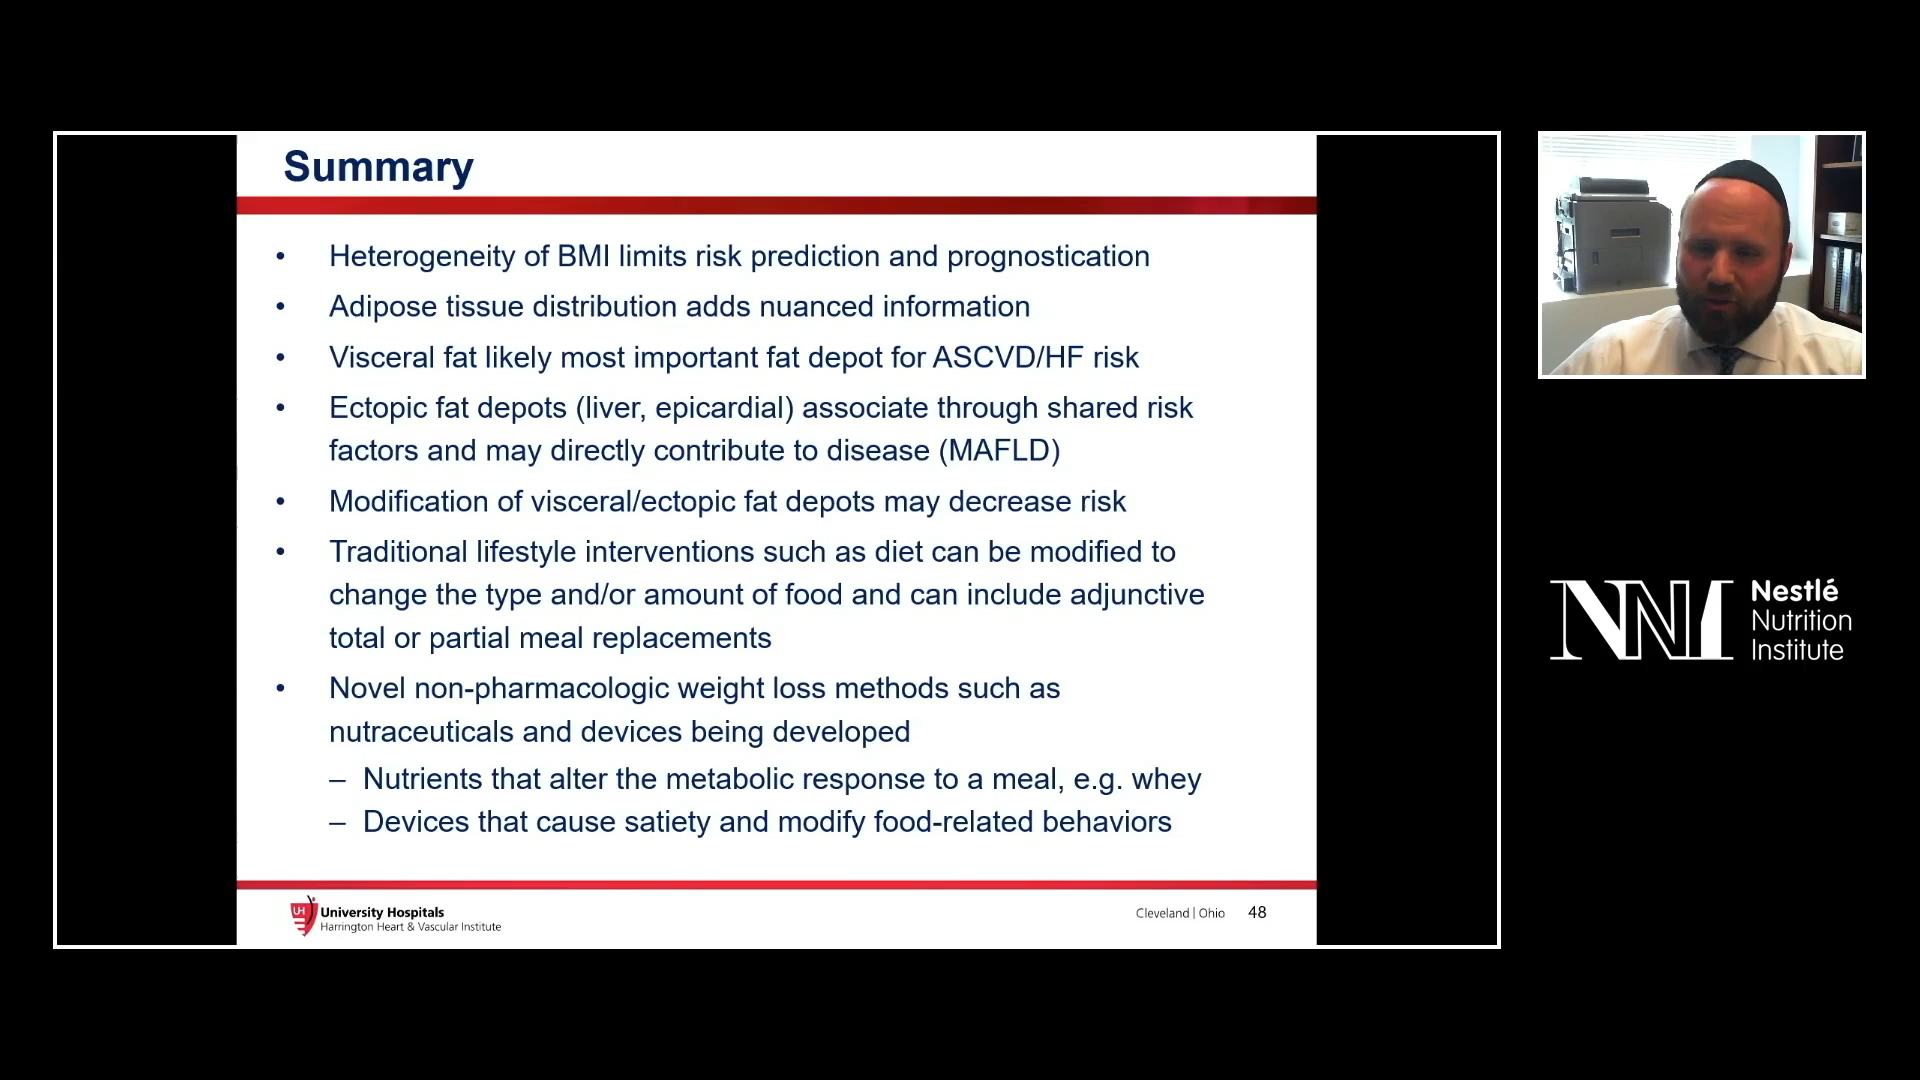 Summary
• Heterogeneity of BMI limits risk prediction and prognostication
• Adipose tissue distribution adds nuanced information
• Visceral fat likely most important fat depot for ASCVD/HF risk
• Ectopic fat depots (liver, epicardial) associate through shared risk
factors and may directly contribute to disease (MAFLD)
• Modification of visceral/ectopic fat depots may decrease risk
• Traditional lifestyle interventions such as diet can be modified to
change the type and/or amount of food and can include adjunctive
total or partial meal replacements
• Novel non-pharmacologic weight loss methods such as
nutraceuticals and devices being developed
– Nutrients that alter the metabolic response to a meal, e.g. whey
– Devices that cause satiety and modify food-related behaviors
UH
University Hospitals
Harrington Heart & Vascular Institute
Cleveland | Ohio 48
NNI
Nestlé
Nutrition
Institute